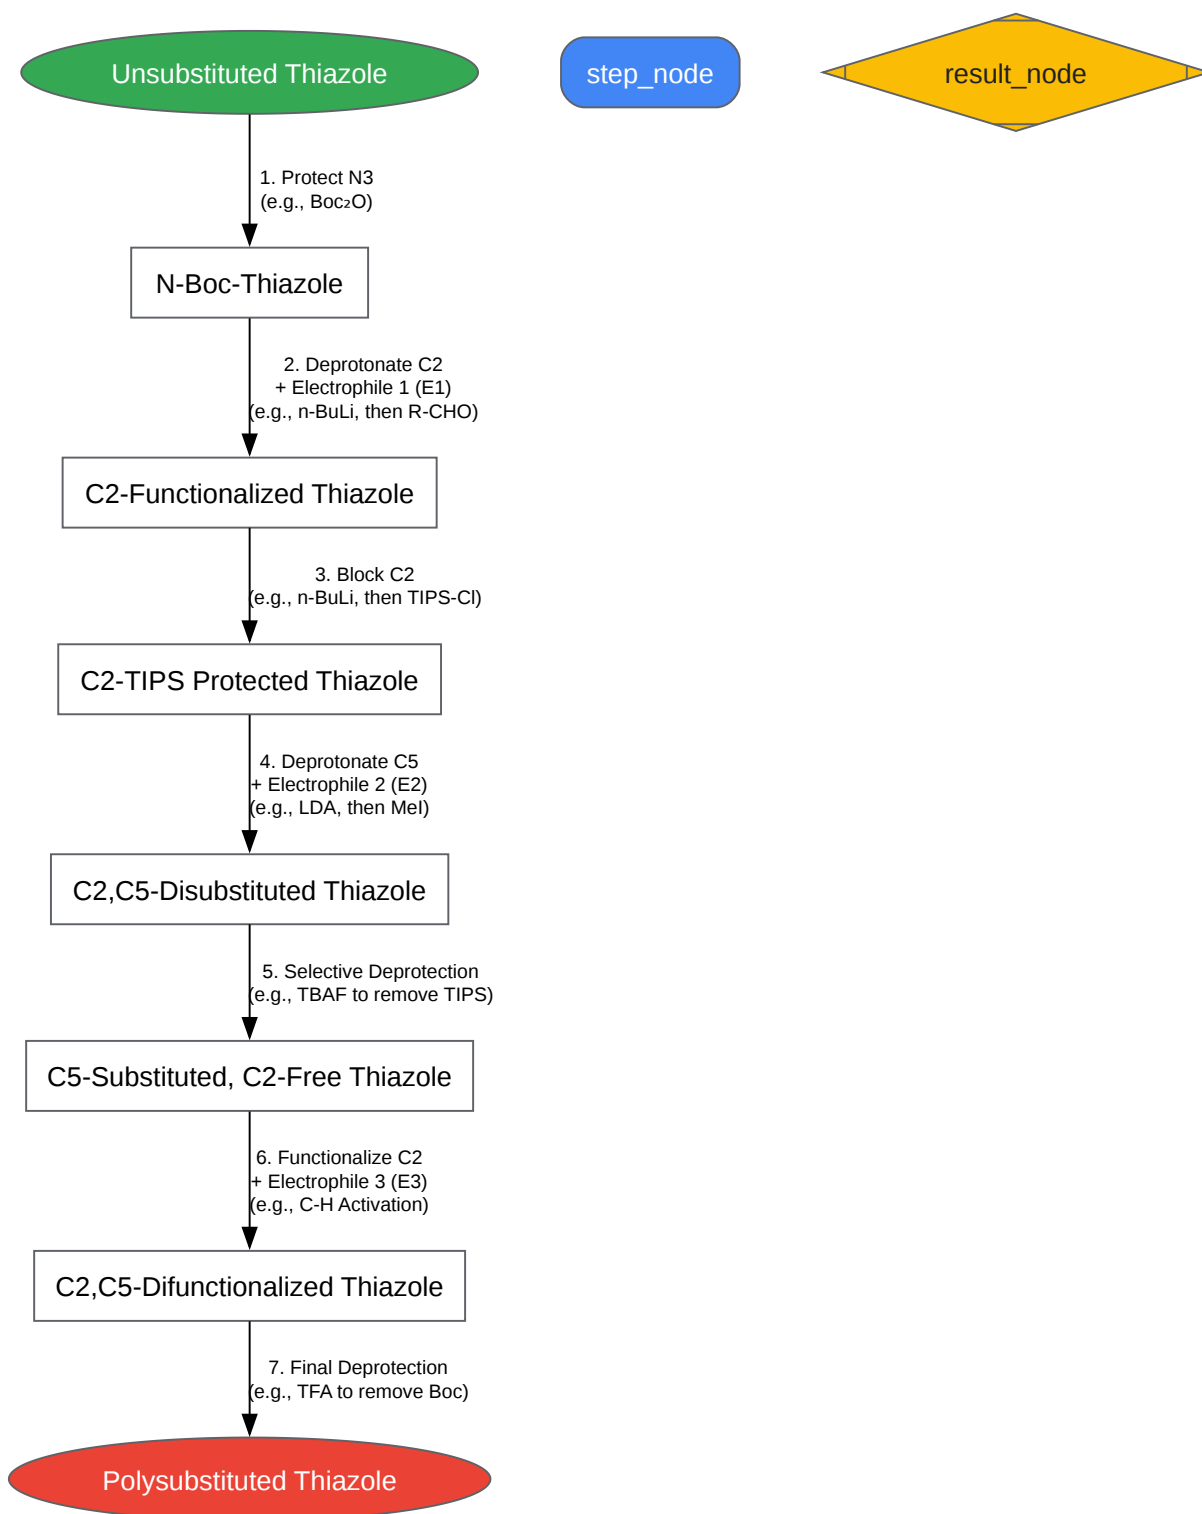 Unsubstituted Thiazole
step_node
result_node
1. Protect N3
(e.g., Boc₂O)
N-Boc-Thiazole
2. Deprotonate C2
+ Electrophile 1 (E1)
(e.g., n-BuLi, then R-CHO)
C2-Functionalized Thiazole
3. Block C2
(e.g., n-BuLi, then TIPS-Cl)
C2-TIPS Protected Thiazole
4. Deprotonate C5
+ Electrophile 2 (E2)
(e.g., LDA, then MeI)
C2,C5-Disubstituted Thiazole
5. Selective Deprotection
(e.g., TBAF to remove TIPS)
C5-Substituted, C2-Free Thiazole
6. Functionalize C2
+ Electrophile 3 (E3)
(e.g., C-H Activation)
C2,C5-Difunctionalized Thiazole
7. Final Deprotection
(e.g., TFA to remove Boc)
Polysubstituted Thiazole